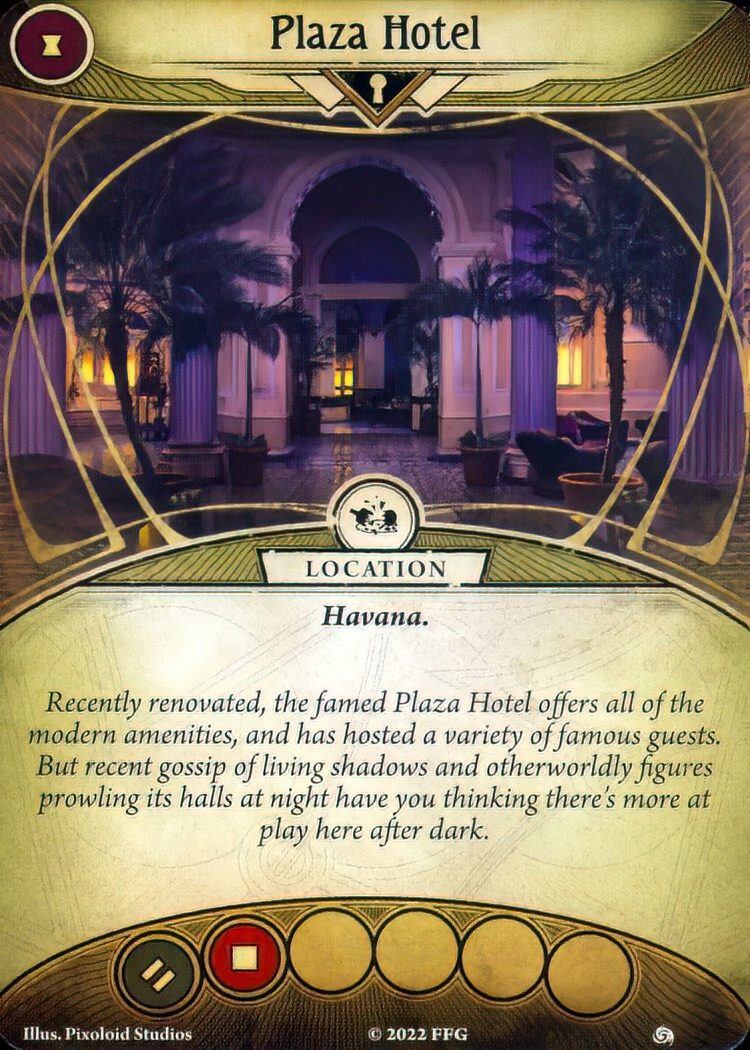 Plaza Hotel
LOCATION
Havana.
Recently renovated, the famed Plaza Hotel offers all of the
modern amenities, and has hosted a variety of famous guests.
But recent gossip of living shadows and otherworldly figures
prowling its halls at night have you thinking there's more at
play here after dark.
Illus. Pixoloid Studios
© 2022 FFG